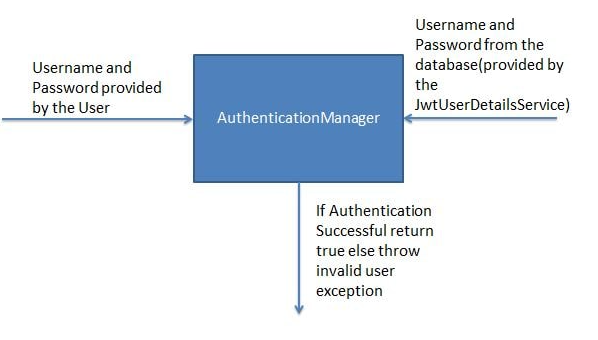 Username and
Password provided
by the User
AuthenticationManager
Username and
Password from the
database(provided by
the
JwtUserDetailsService)
If Authentication
Successful return
true else throw
invalid user
exception